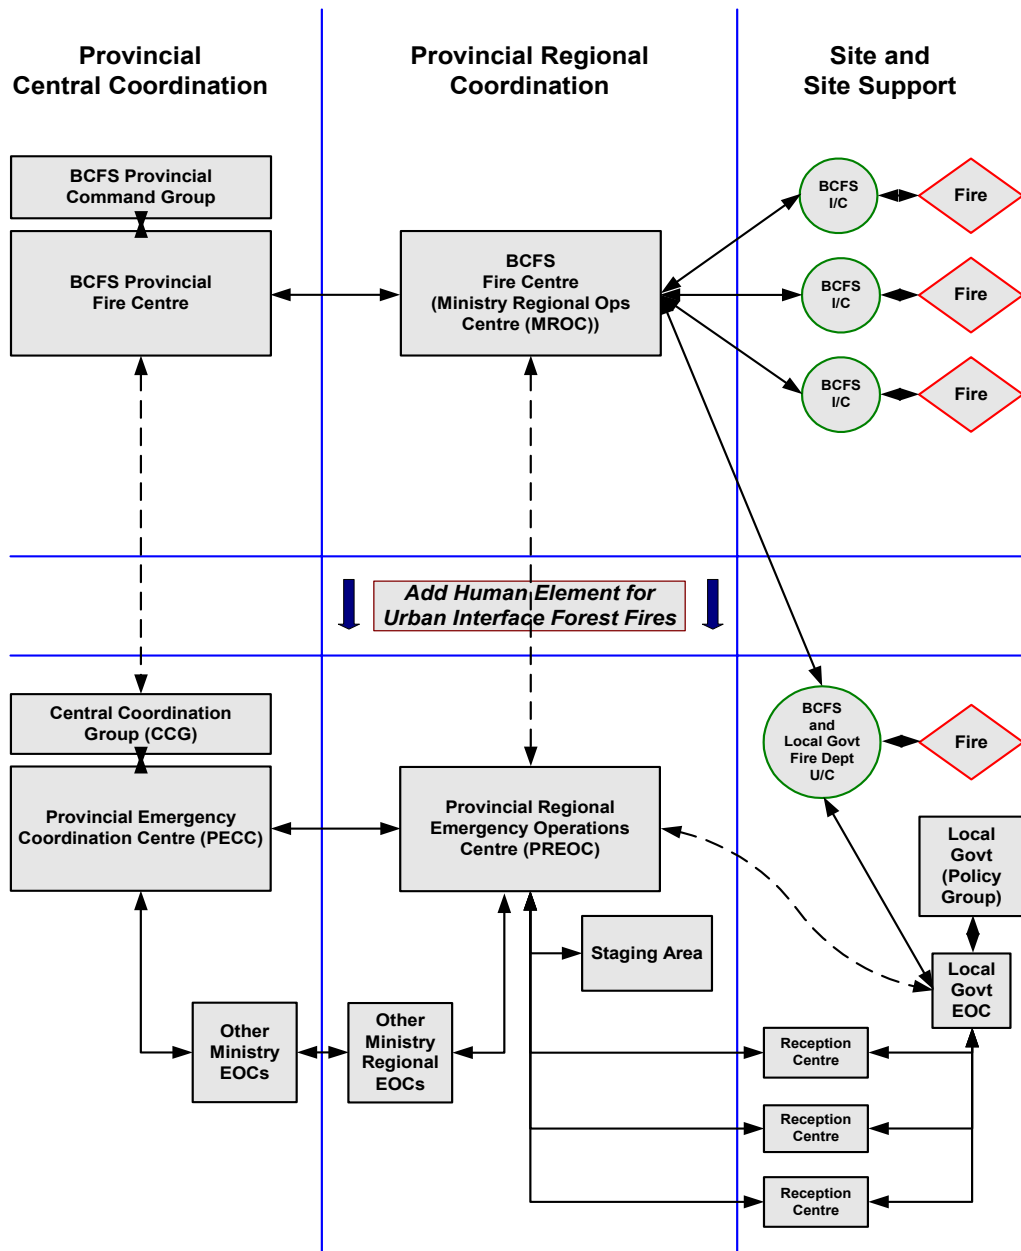 Provincial
Central Coordination
Provincial Regional
Coordination
Site and
Site Support
BCFS Provincial
Command Group
BCFS Provincial
Fire Centre
BCFS
Fire Centre
(Ministry Regional Ops
Centre (MROC))
BCFS
I/C
Fire
BCFS
I/C
Fire
BCFS
I/C
Fire
Add Human Element for
Urban Interface Forest Fires
Central Coordination
Group (CCG)
Provincial Emergency
Coordination Centre (PECC)
Provincial Regional
Emergency Operations
Centre (PREOC)
BCFS
and
Local Govt
Fire Dept
U/C
Fire
Local
Govt
(Policy
Group)
Staging Area
Local
Govt
EOC
Other
Ministry
EOCs
Other
Ministry
Regional
EOCs
Reception
Centre
Reception
Centre
Reception
Centre